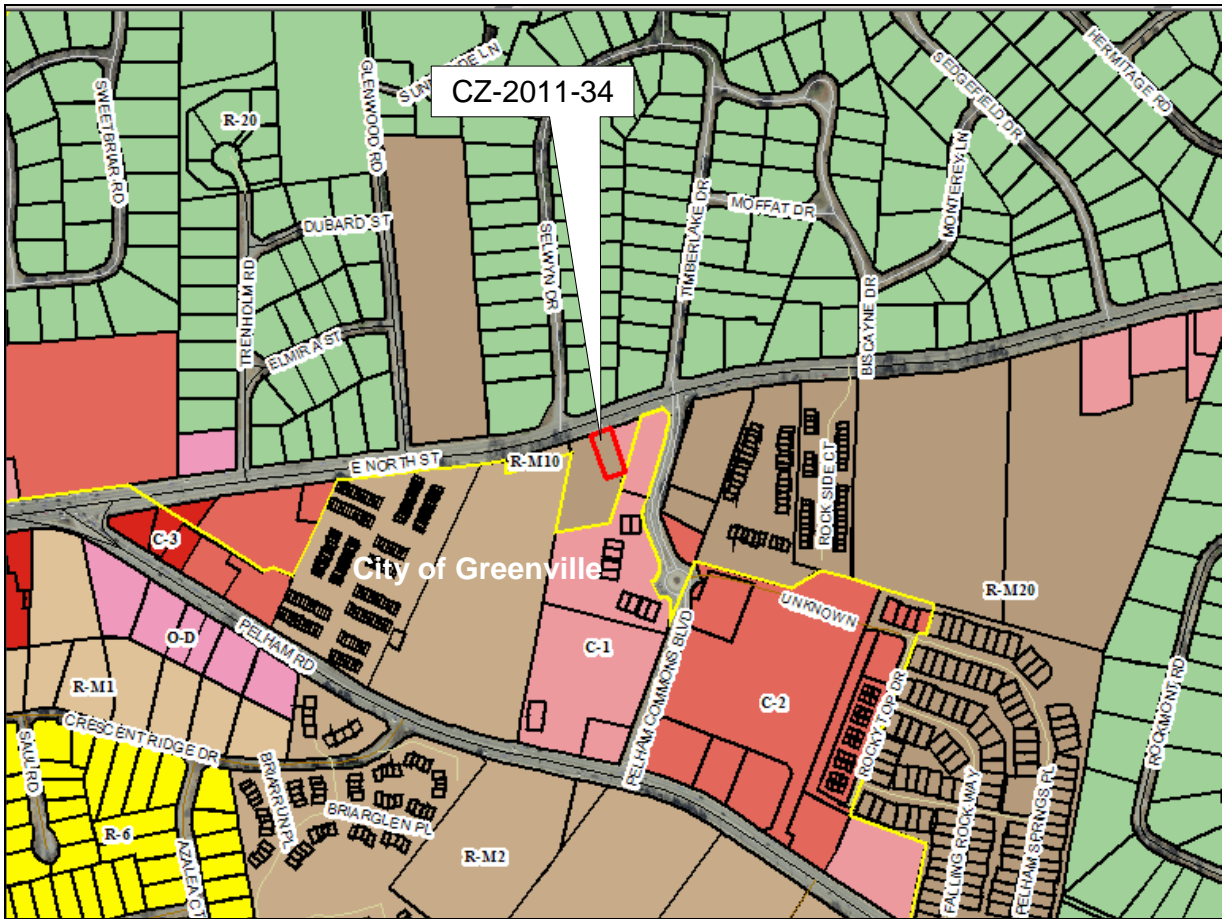 SWEETBRIAR RD
GLENWOOD RD
HERMITAGE RD
SEDGEFIELD DR
CZ-2011-34
R-20
MONTEREY LN
MOFFAT DR
DUBARD ST
SELWYN DR
TIMBERLAKE DR
TRENHOLM RD
BISCAYNE DR
ELMIRA ST
E NORTH ST
R-M10
ROCK SIDE CT
C-3
City of Greenville
UNKNOWN
R-M20
O-D
PELHAM RD
C-1
PELHAM COMMONS BLVD
R-M1
C-2
ROCKY TOP DR
ROCKMONT RD
CRESCENT RIDGE DR
SAUL RD
BRIARRUN PL
BRIARGLEN PL
R-6
AZALEA CT
R-M2
FALLING ROCK WAY
PELHAM SPRINGS PL